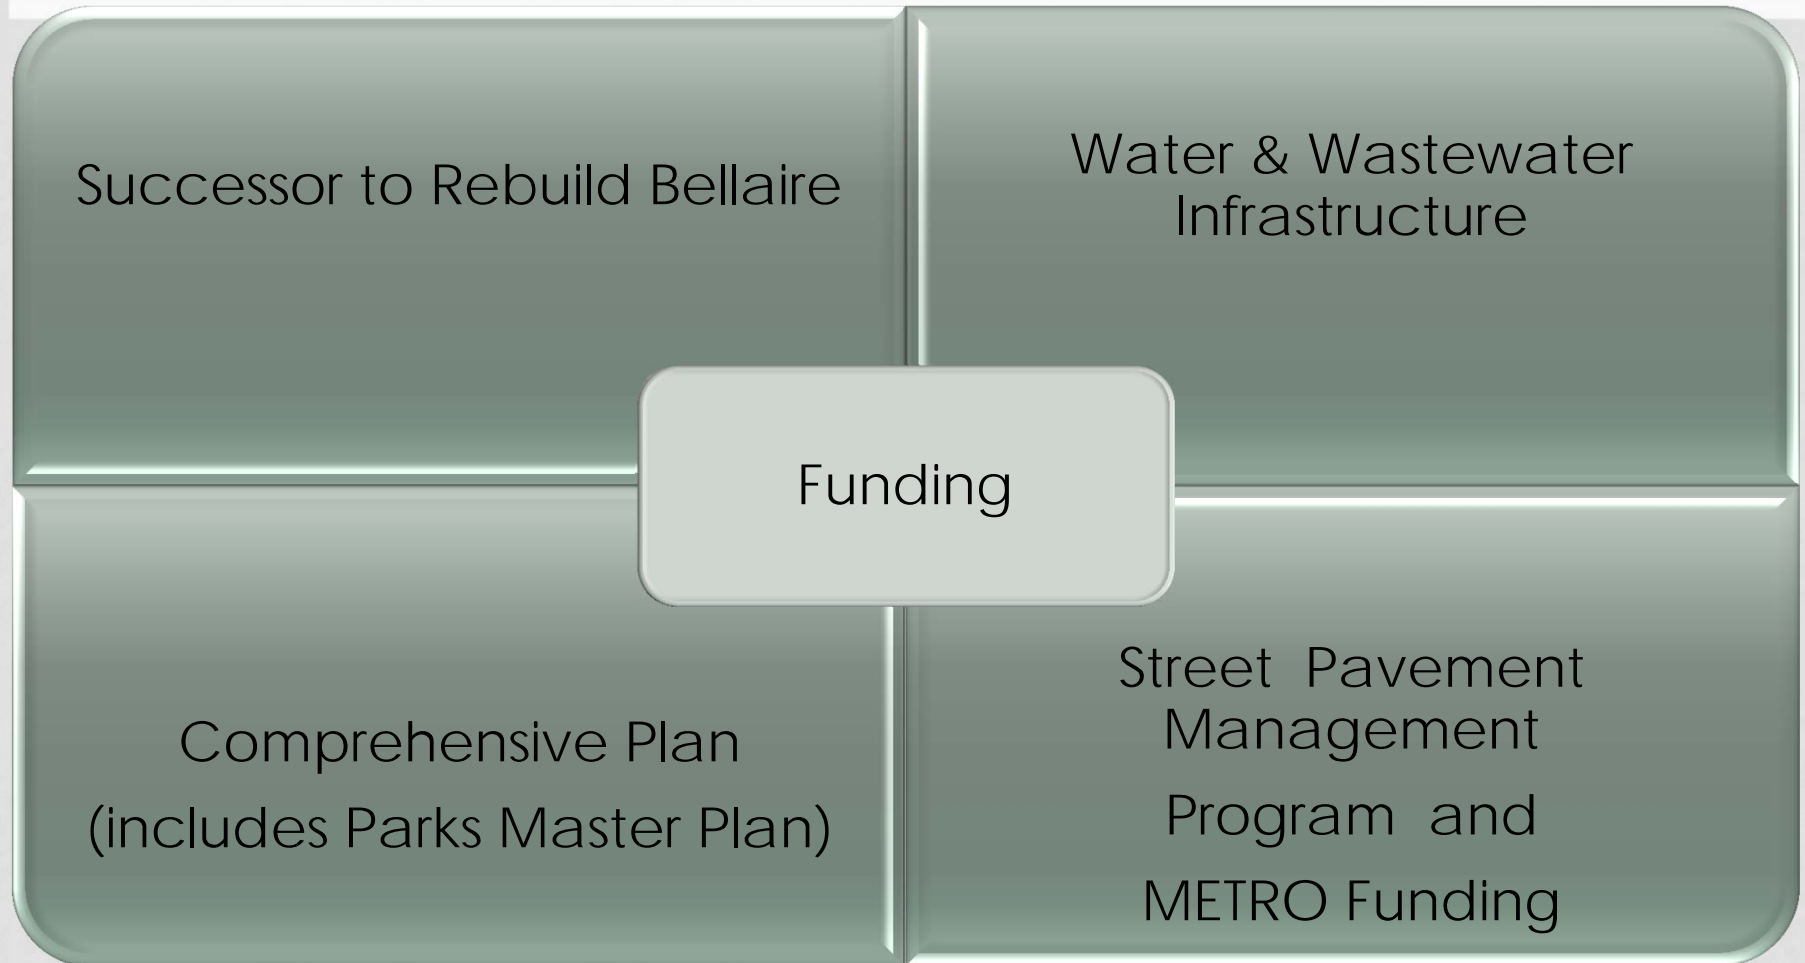 Successor to Rebuild Bellaire
Water & Wastewater
Infrastructure
Funding
Comprehensive Plan
(includes Parks Master Plan)
Street Pavement
Management
Program and
METRO Funding